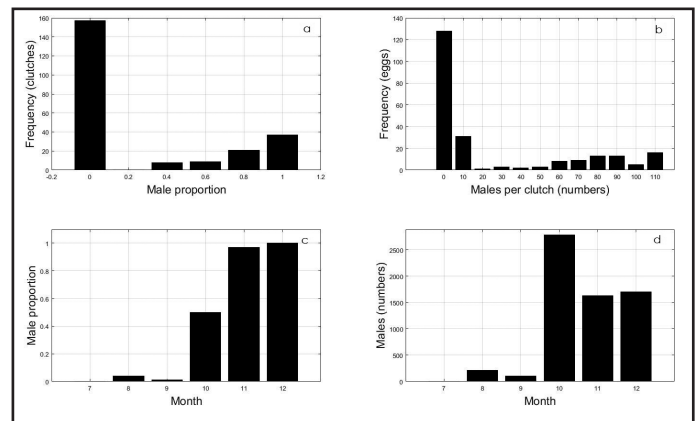 a
Frequency (clutches)
160
140
120
100
80
60
40
20
0
-0.2 0 0.2 0.4 0.6 0.8 1 1.2
Male proportion
b
Frequency (eggs)
140
120
100
80
60
40
20
0
0 10 20 30 40 50 60 70 80 90 100 110
Males per clutch (numbers)
c
Male proportion
1
0.8
0.6
0.4
0.2
0
7 8 9 10 11 12
Month
d
Males (numbers)
2500
2000
1500
1000
500
0
7 8 9 10 11 12
Month